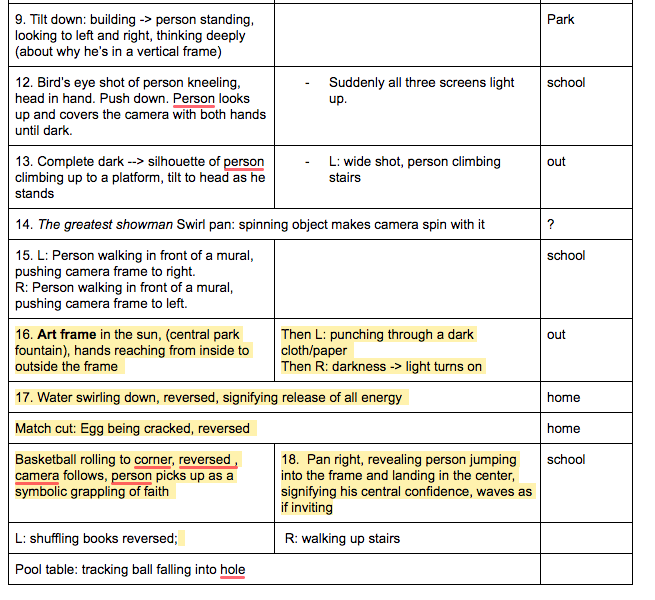 9. Tilt down: building -> person standing,
looking to left and right, thinking deeply
(about why he's in a vertical frame)
Park
12. Bird's eye shot of person kneeling,
head in hand. Push down. Person looks
up and covers the camera with both hands
until dark.
- Suddenly all three screens light
up.
school
13. Complete dark --> silhouette of person
climbing up to a platform, tilt to head as he
stands
- L: wide shot, person climbing
stairs
out
14. The greatest showman Swirl pan: spinning object makes camera spin with it
?
15. L: Person walking in front of a mural,
pushing camera frame to right.
R: Person walking in front of a mural,
pushing camera frame to left.
school
16. Art frame in the sun, (central park
fountain), hands reaching from inside to
outside the frame
Then L: punching through a dark
cloth/paper
Then R: darkness -> light turns on
out
17. Water swirling down, reversed, signifying release of all energy
home
Match cut: Egg being cracked, reversed
home
Basketball rolling to corner, reversed ,
camera follows, person picks up as a
symbolic grappling of faith
18. Pan right, revealing person jumping
into the frame and landing in the center,
signifying his central confidence, waves as
if inviting
school
L: shuffling books reversed;
R: walking up stairs
Pool table: tracking ball falling into hole